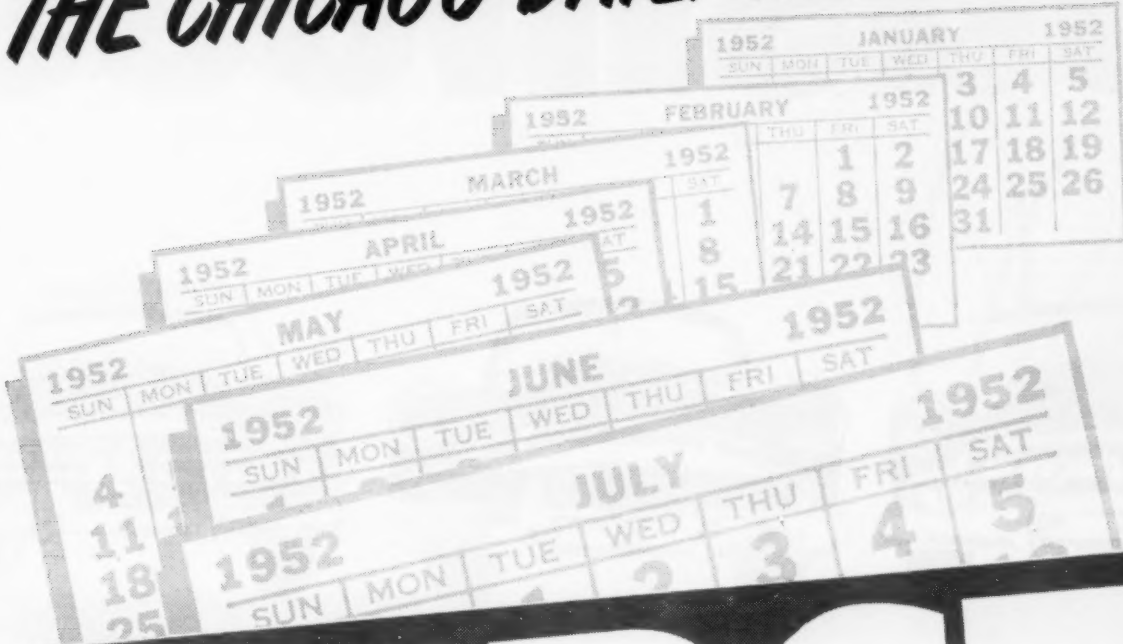 THE CHICAGO
1952 JANUARY 1952
SUN MON TUE WED THU FRI SAT
3 4 5
10 11 12
17 18 19
24 25 26
31
1952 FEBRUARY 1952
THU FRI SAT
1 2
7 8 9
14 15 16
21 22 23
1952 MARCH 1952
SAT
1
8
15
1952 APRIL 1952
SUN MON TUE WED
5
1952 MAY 1952
SUN MON TUE WED THU FRI SAT
4
11
18
25
1952 JUNE 1952
SUN MON TUE WED THU FRI SAT
1952 JULY 1952
SUN MON TUE WED THU FRI SAT
1 2 3 4 5